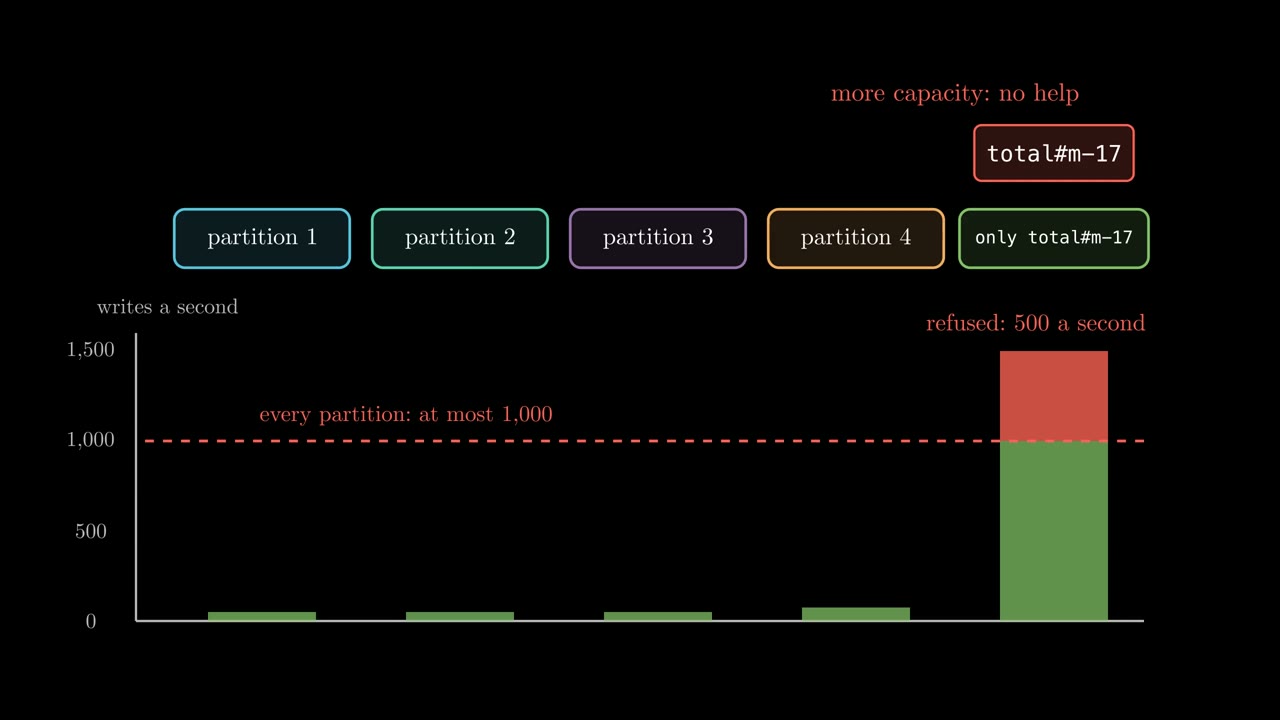 more capacity: no help
total#m-17
partition 1
partition 2
partition 3
partition 4
only total#m-17
writes a second
refused: 500 a second
1,500
every partition: at most 1,000
1,000
500
0